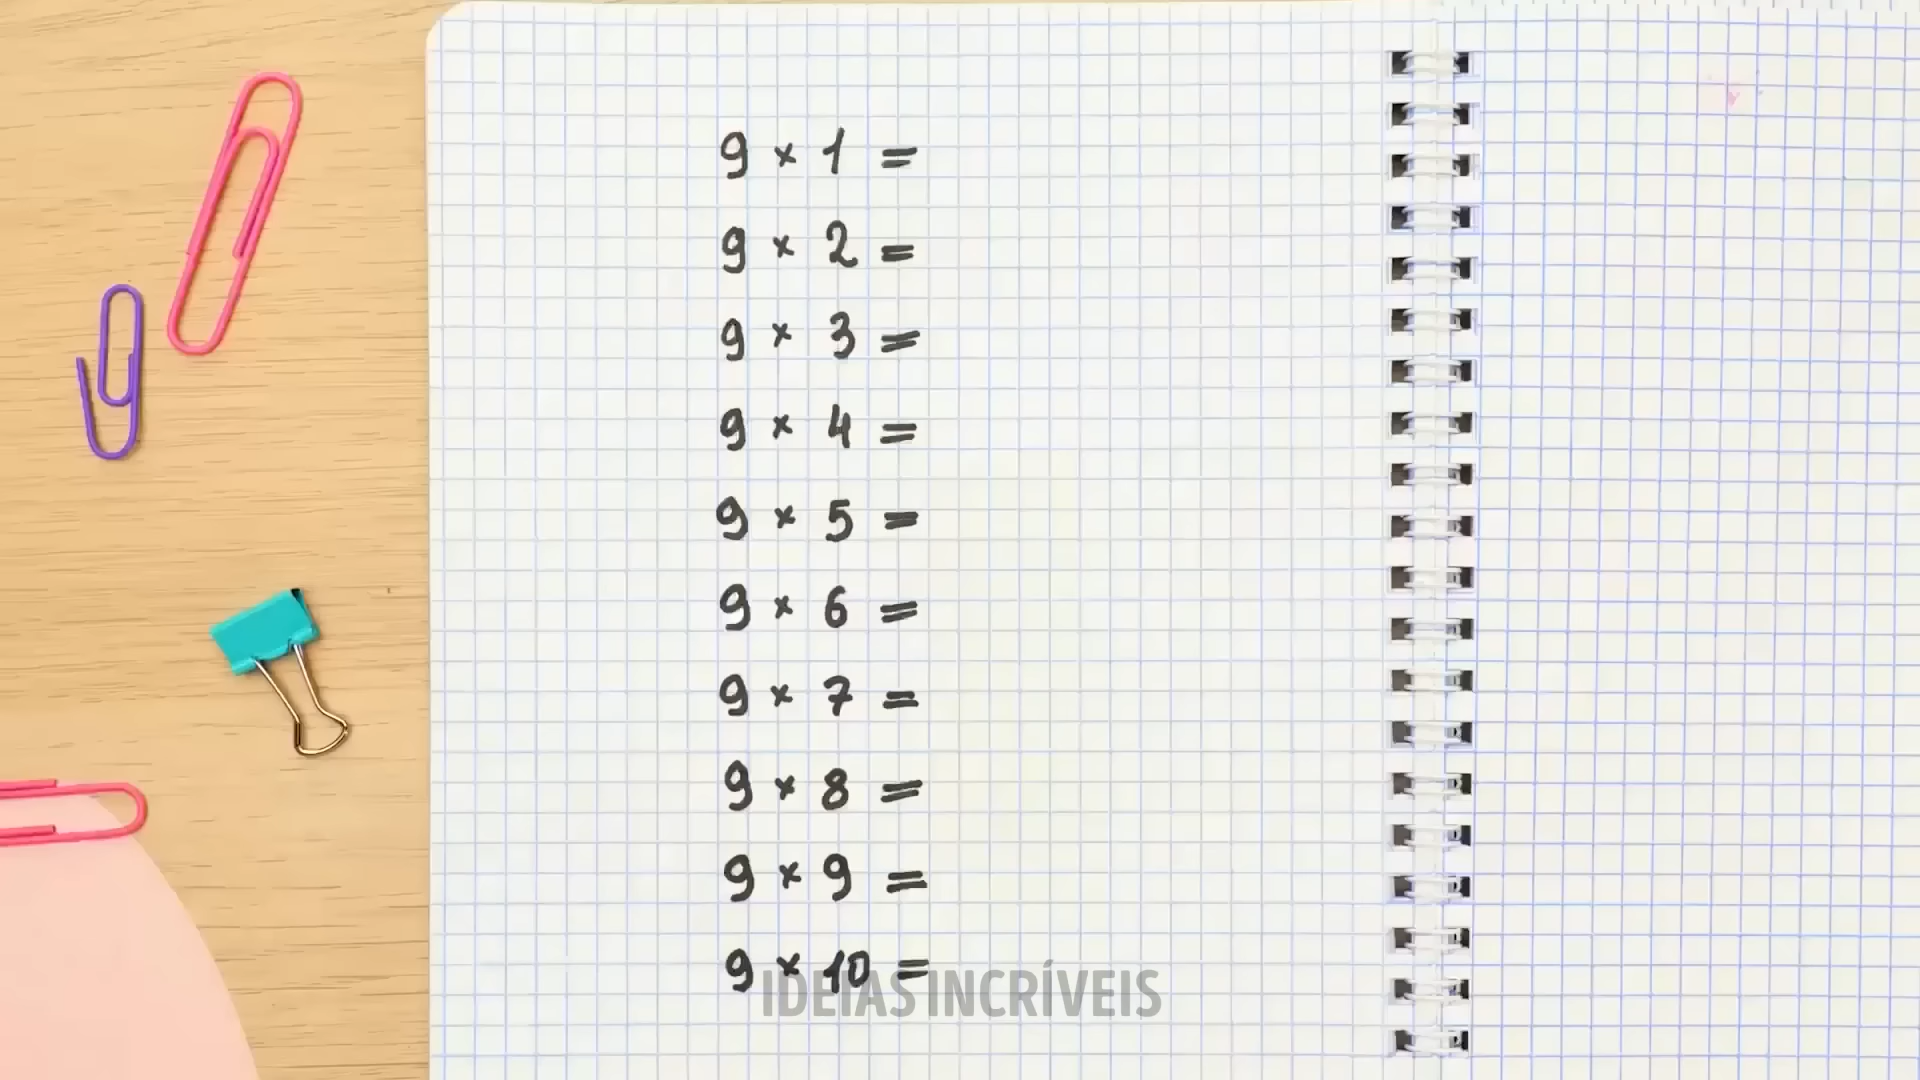 9 × 1 =
9 × 2 =
9 × 3 =
9 × 4 =
9 × 5 =
9 × 6 =
9 × 7 =
9 × 8 =
9 × 9 =
9 × 10 =
IDEIAS INCRÍVEIS